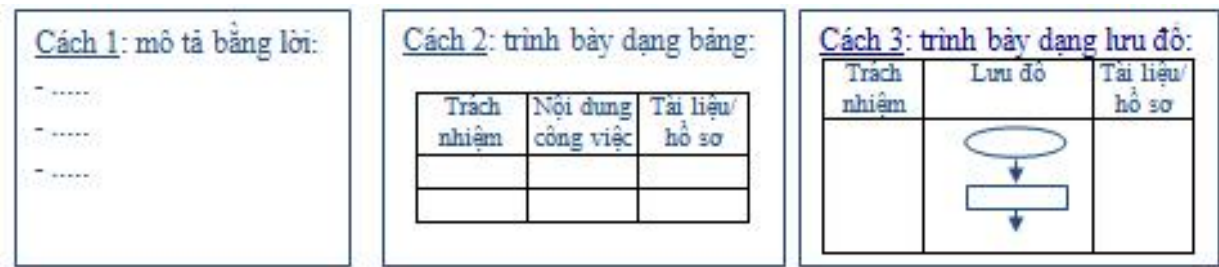 Cách 1: mô tả bằng lời:
- .....
- .....
- .....
Cách 2: trình bày dạng bảng:
Trách nhiệm
Nội dung công việc
Tài liệu/ hồ sơ
Cách 3: trình bày dạng lưu đồ:
Trách nhiệm
Lưu đồ
Tài liệu/ hồ sơ